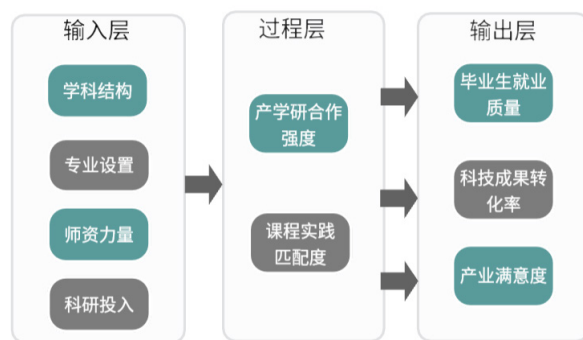 输入层
学科结构
专业设置
师资力量
科研投入
过程层
产学研合作
强度
课程实践
匹配度
输出层
毕业生就业
质量
科技成果转
化率
产业满意度